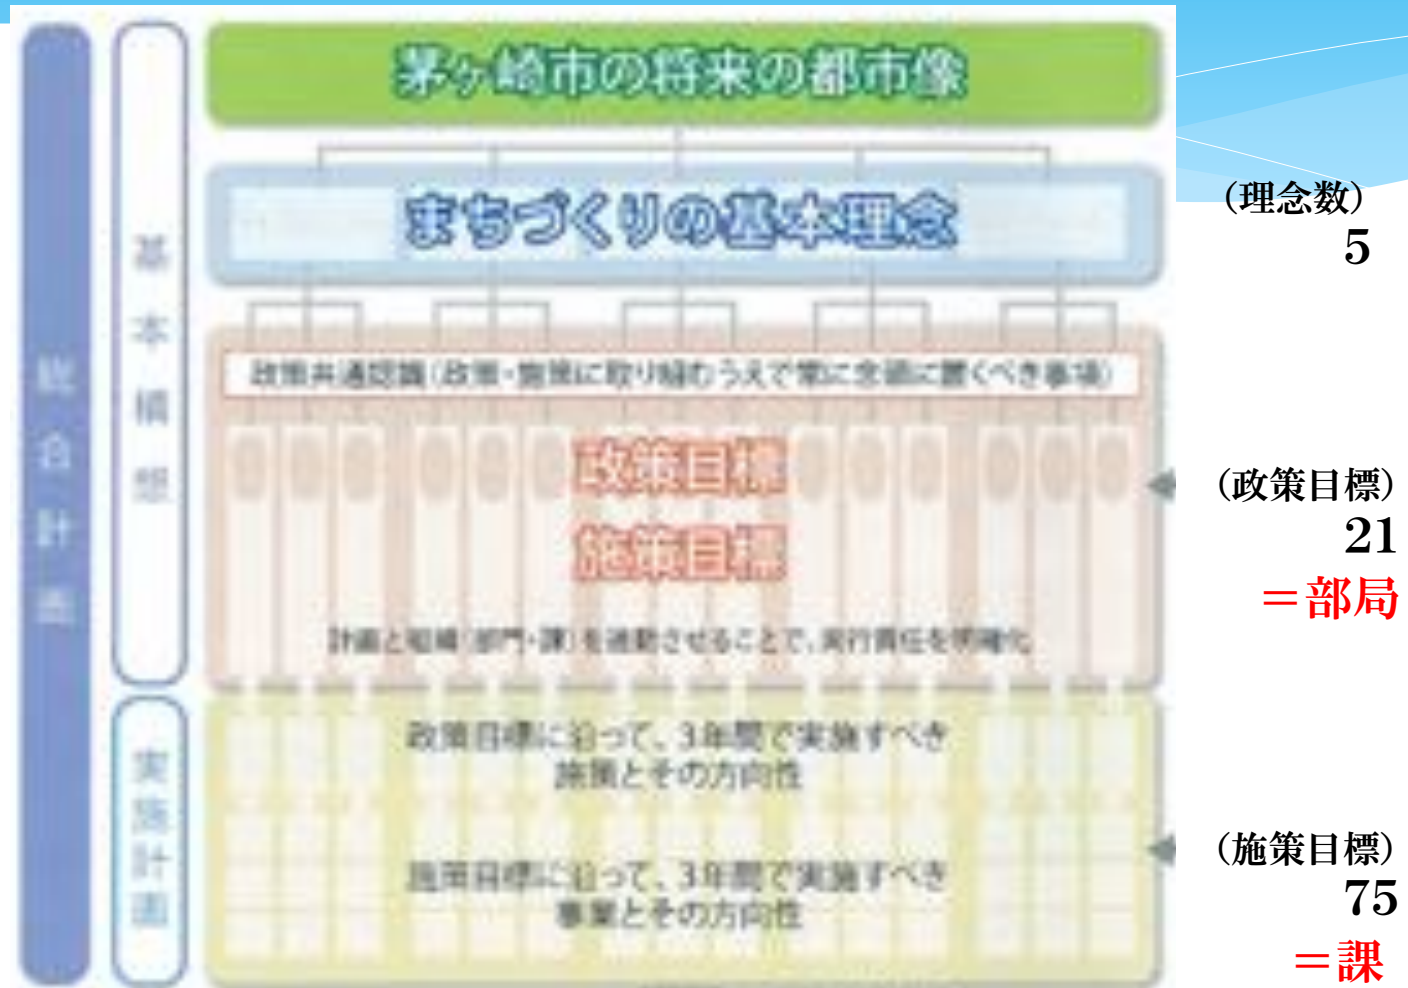 茅ヶ崎市の将来の都市像
まちづくりの基本理念
政策共通認識(政策・施策に取り組むうえで常に念頭に置くべき事項)
政策目標
施策目標
計画と組織(部門・課)を連動させることで、実行責任を明確化
政策目標に沿って、3年間で実施すべき
施策とその方向性
施策目標に沿って、3年間で実施すべき
事業とその方向性
総合計画
基本構想
実施計画
(理念数)
5
(政策目標)
21
=部局
(施策目標)
75
=課